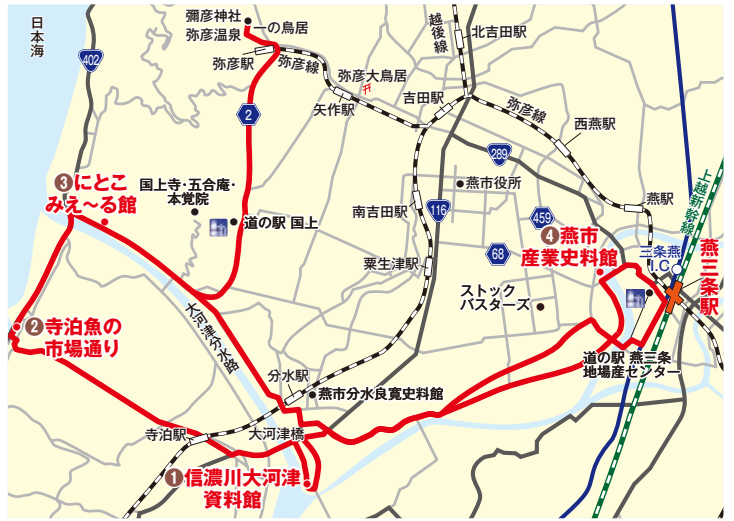 日本海
402
彌彦神社
一の鳥居
弥彦温泉
弥彦駅
弥彦線
弥彦大鳥居
矢作駅
越後線
北吉田駅
吉田駅
弥彦線
西燕駅
2
289
燕市役所
燕駅
上越新幹線
❸にとこ
みえ〜る館
国上寺・五合庵・
本覚院
道の駅 国上
南吉田駅
116
459
68
❹燕市
産業史料館
三条燕
I.C
燕三条駅
粟生津駅
ストック
バスターズ
❷寺泊魚の
市場通り
大河津分水路
道の駅 燕三条
地場産センター
分水駅
燕市分水良寛史料館
寺泊駅
大河津橋
❶信濃川大河津
資料館